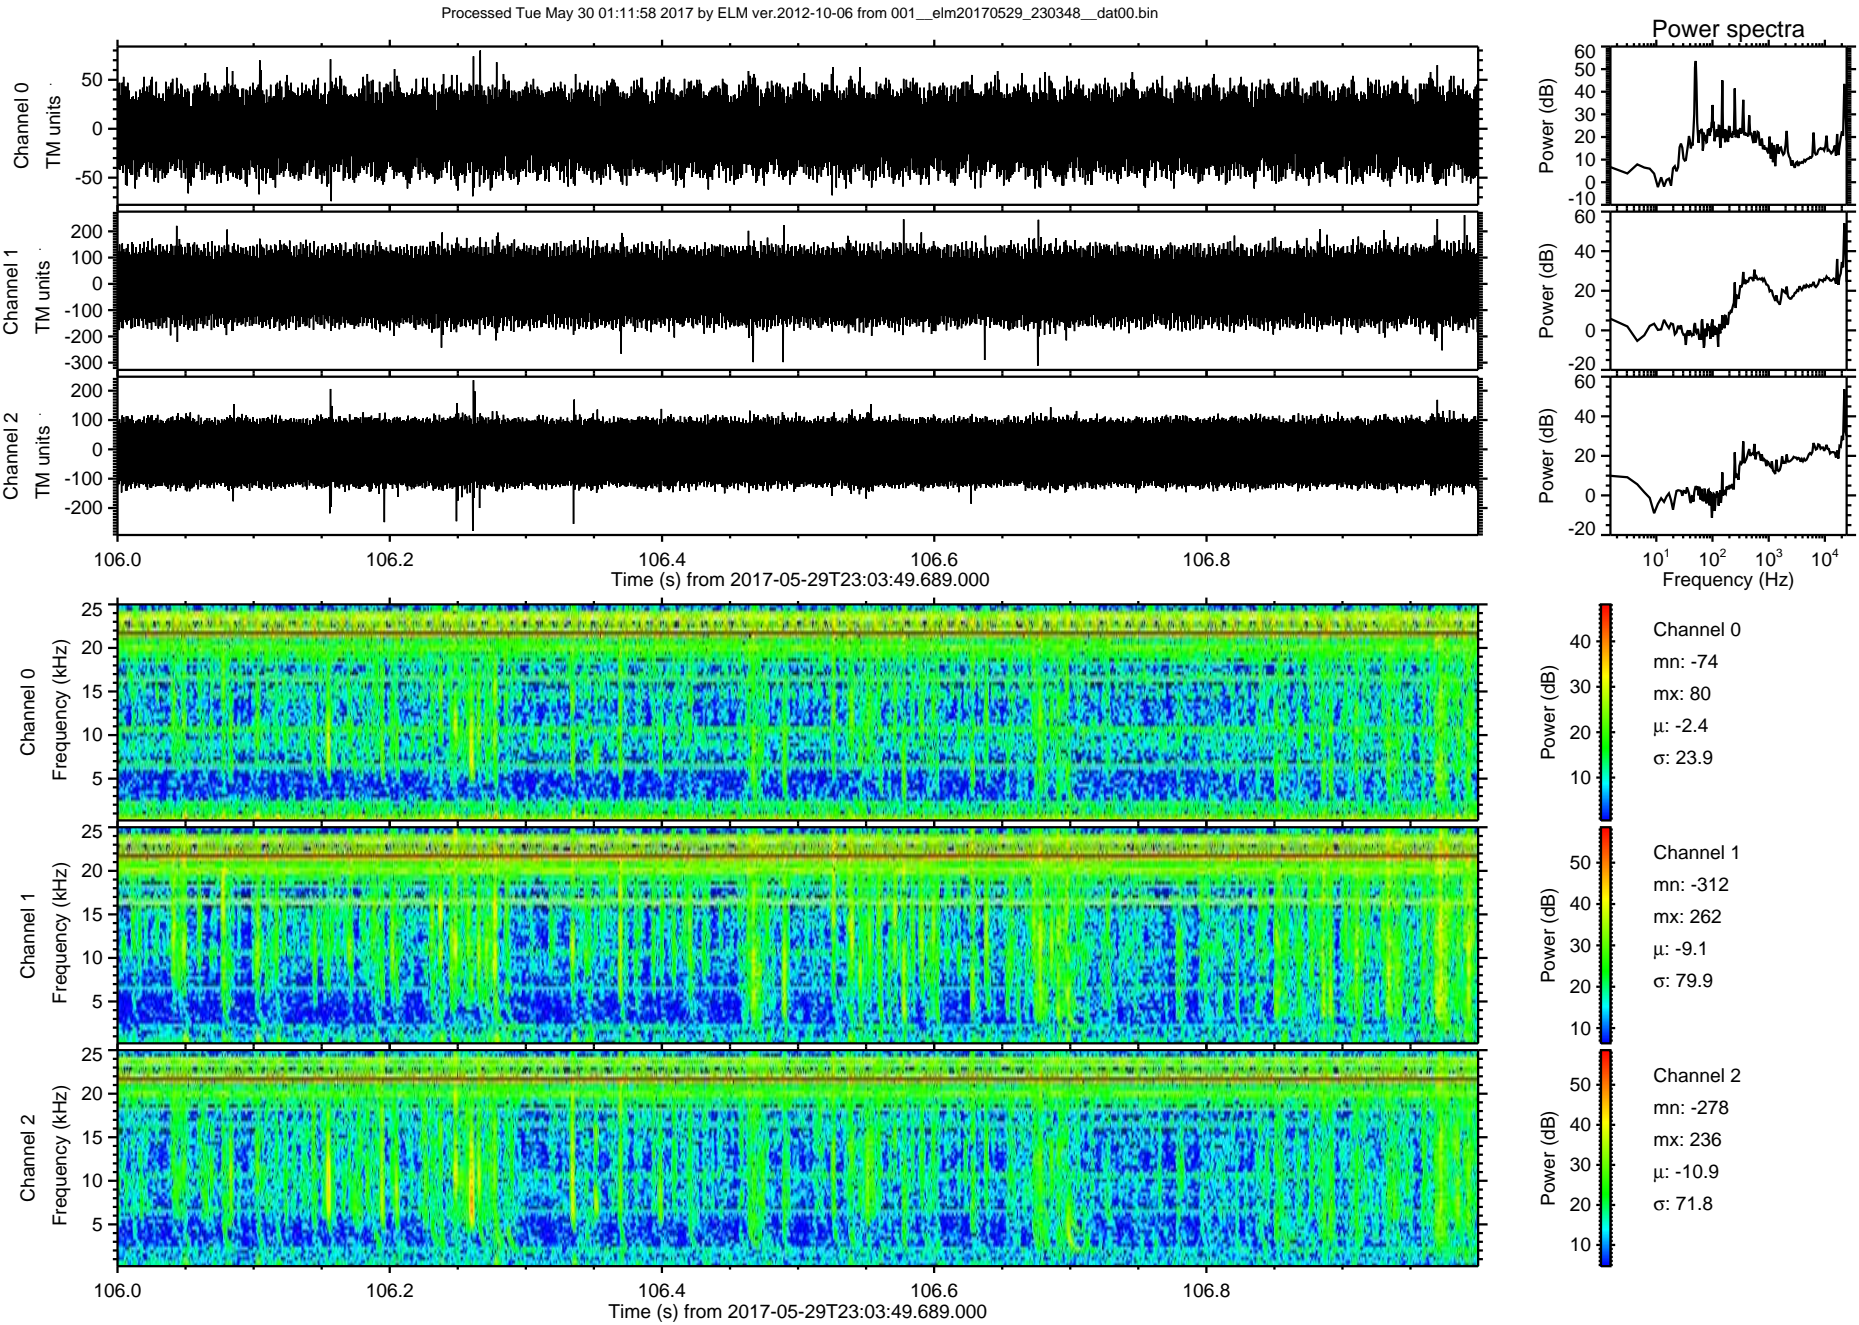 Processed Tue May 30 01:11:58 2017 by ELM ver.2012-10-06 from 001__elm20170529_230348__dat00.bin
Power spectra
Channel 0
TM units
50
0
-50
Power (dB)
60
50
40
30
20
10
0
-10
Channel 1
TM units
200
100
0
-100
-200
-300
Power (dB)
60
40
20
0
-20
Channel 2
TM units
200
100
0
-100
-200
Power (dB)
60
40
20
0
-20
106.0 106.2 106.4 106.6 106.8
Time (s) from 2017-05-29T23:03:49.689.000
10^1 10^2 10^3 10^4
Frequency (Hz)
Channel 0
Frequency (kHz)
25
20
15
10
5
Power (dB)
40
30
20
10
Channel 0
mn: -74
mx: 80
μ: -2.4
σ: 23.9
Channel 1
Frequency (kHz)
25
20
15
10
5
Power (dB)
50
40
30
20
10
Channel 1
mn: -312
mx: 262
μ: -9.1
σ: 79.9
Channel 2
Frequency (kHz)
25
20
15
10
5
Power (dB)
50
40
30
20
10
Channel 2
mn: -278
mx: 236
μ: -10.9
σ: 71.8
106.0 106.2 106.4 106.6 106.8
Time (s) from 2017-05-29T23:03:49.689.000